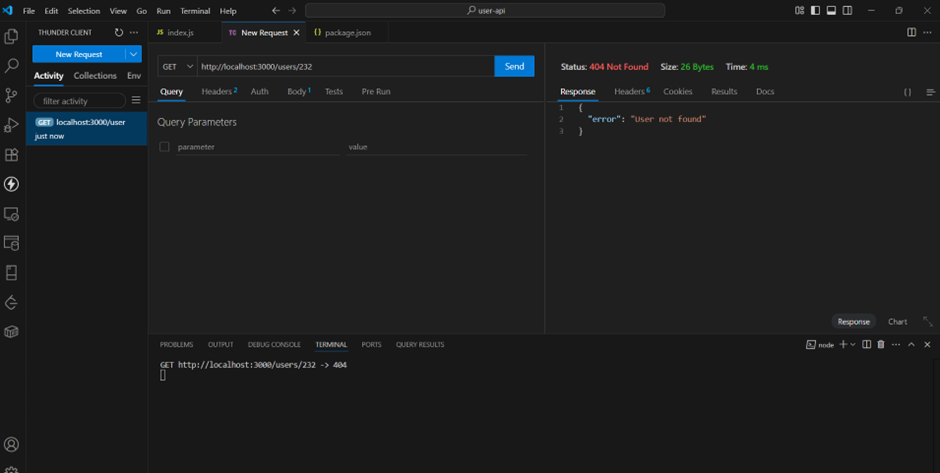 File Edit Selection View Go Run Terminal Help
user-api
THUNDER CLIENT
JS index.js
TC New Request
{} package.json
New Request
GET http://localhost:3000/users/232 Send
Status: 404 Not Found Size: 26 Bytes Time: 4 ms
Activity Collections Env
Query Headers 2 Auth Body 1 Tests Pre Run
Response Headers 6 Cookies Results Docs
{}
filter activity
1 {
2 "error": "User not found"
3 }
GET localhost:3000/user
just now
Query Parameters
parameter value
Response Chart
PROBLEMS OUTPUT DEBUG CONSOLE TERMINAL PORTS QUERY RESULTS
node
GET http://localhost:3000/users/232 -> 404